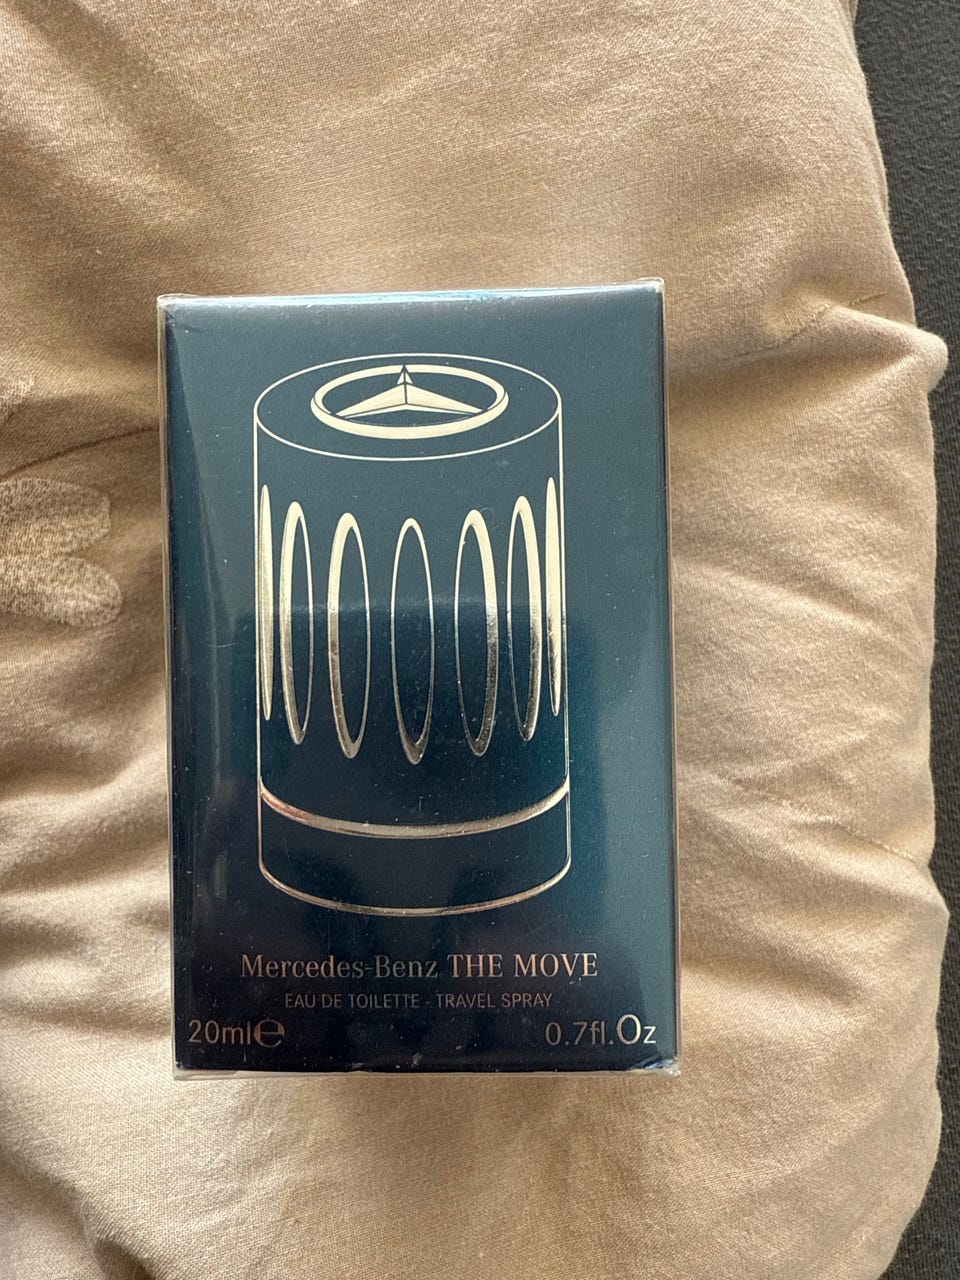 Mercedes-Benz THE MOVE
EAU DE TOILETTE - TRAVEL SPRAY
20ml℮ 0.7fl.Oz